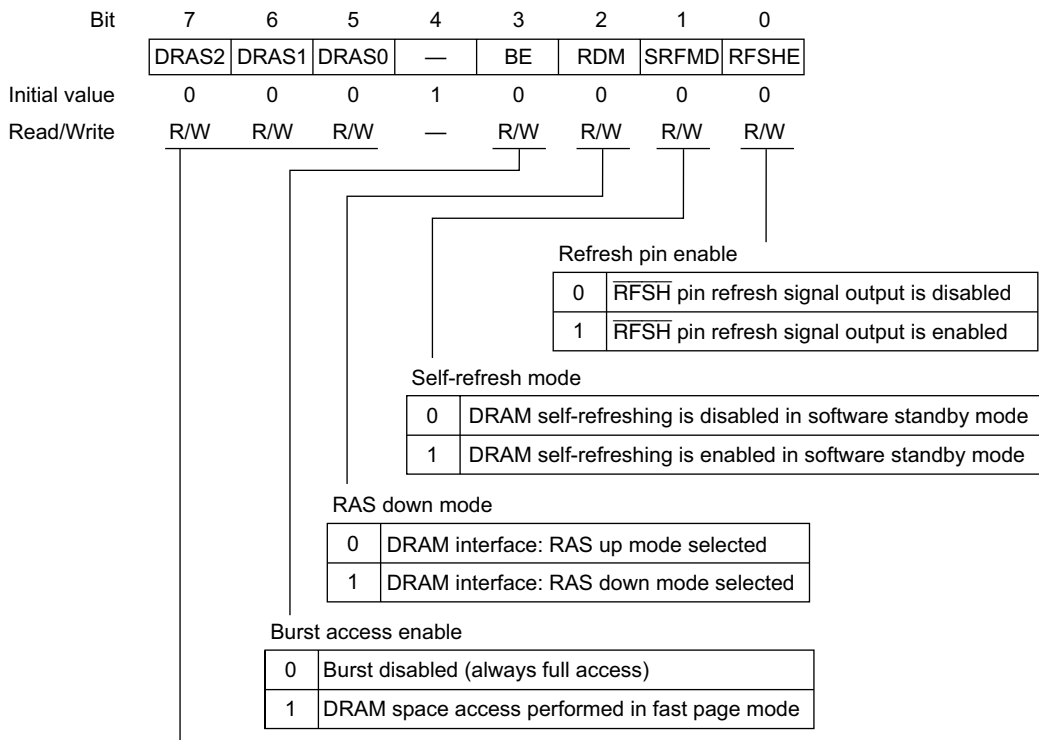 Bit 7 6 5 4 3 2 1 0
DRAS2 DRAS1 DRAS0 — BE RDM SRFMD RFSHE
Initial value 0 0 0 1 0 0 0 0
Read/Write R/W R/W R/W — R/W R/W R/W R/W
Refresh pin enable
0 R̅F̅S̅H̅ pin refresh signal output is disabled
1 R̅F̅S̅H̅ pin refresh signal output is enabled
Self-refresh mode
0 DRAM self-refreshing is disabled in software standby mode
1 DRAM self-refreshing is enabled in software standby mode
RAS down mode
0 DRAM interface: RAS up mode selected
1 DRAM interface: RAS down mode selected
Burst access enable
0 Burst disabled (always full access)
1 DRAM space access performed in fast page mode